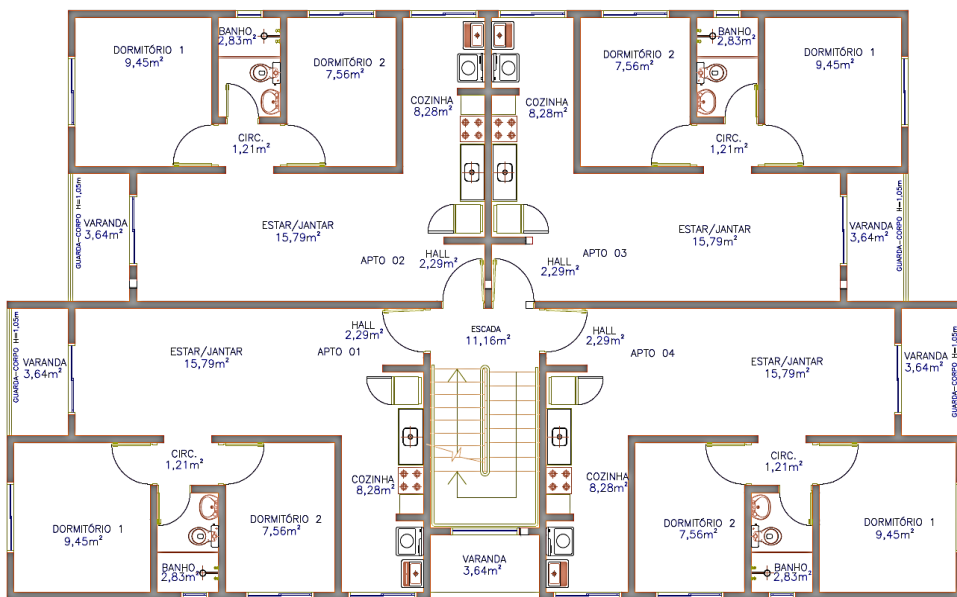 DORMITÓRIO 1
9,45m²
BANHO
2,83m²
DORMITÓRIO 2
7,56m²
COZINHA
8,28m²
CIRC.
1,21m²
COZINHA
8,28m²
DORMITÓRIO 2
7,56m²
BANHO
2,83m²
DORMITÓRIO 1
9,45m²
CIRC.
1,21m²
GUARDA-CORPO H=1,05m
VARANDA
3,64m²
ESTAR/JANTAR
15,79m²
APTO 02
HALL
2,29m²
HALL
2,29m²
APTO 03
ESTAR/JANTAR
15,79m²
VARANDA
3,64m²
GUARDA-CORPO H=1,05m
GUARDA-CORPO H=1,05m
VARANDA
3,64m²
ESTAR/JANTAR
15,79m²
APTO 01
HALL
2,29m²
ESCADA
11,16m²
HALL
2,29m²
APTO 04
ESTAR/JANTAR
15,79m²
VARANDA
3,64m²
GUARDA-CORPO H=1,05m
CIRC.
1,21m²
COZINHA
8,28m²
DORMITÓRIO 1
9,45m²
DORMITÓRIO 2
7,56m²
BANHO
2,83m²
VARANDA
3,64m²
COZINHA
8,28m²
CIRC.
1,21m²
DORMITÓRIO 2
7,56m²
DORMITÓRIO 1
9,45m²
BANHO
2,83m²